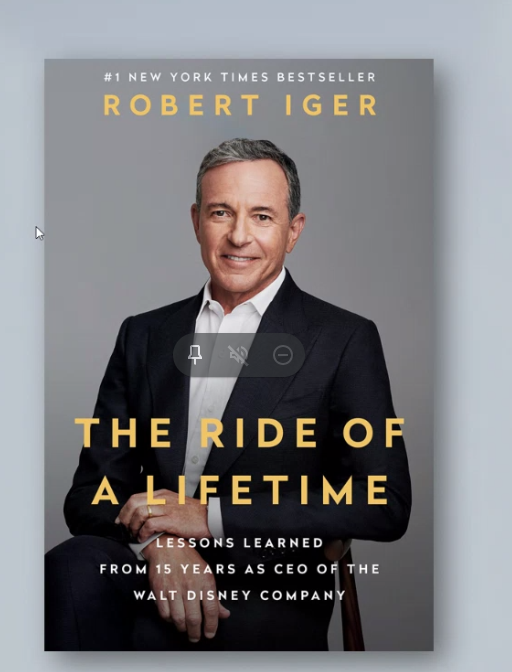 #1 NEW YORK TIMES BESTSELLER
ROBERT IGER
THE RIDE OF
A LIFETIME
LESSONS LEARNED
FROM 15 YEARS AS CEO OF THE
WALT DISNEY COMPANY